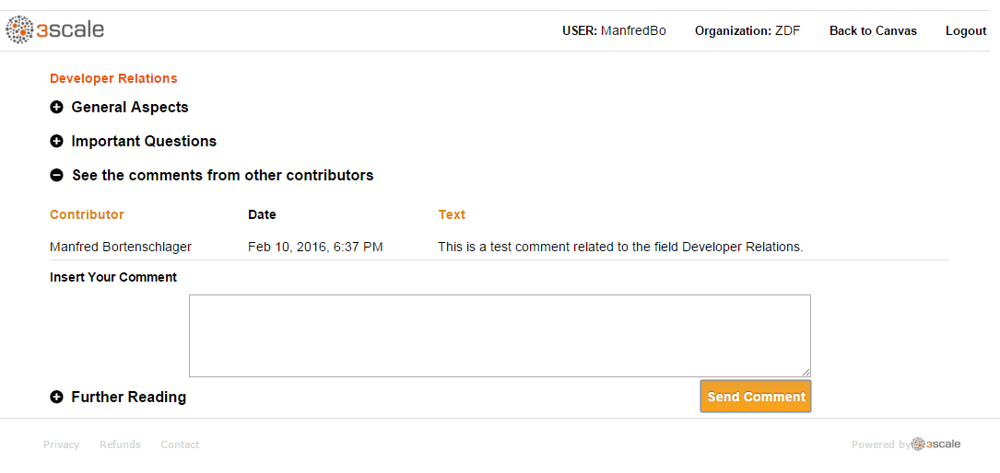 3scale USER: ManfredBo Organization: ZDF Back to Canvas Logout
Developer Relations
General Aspects
Important Questions
See the comments from other contributors
Contributor Date Text
Manfred Bortenschlager Feb 10, 2016, 6:37 PM This is a test comment related to the field Developer Relations.
Insert Your Comment
Further Reading Send Comment
Privacy Refunds Contact Powered by 3scale